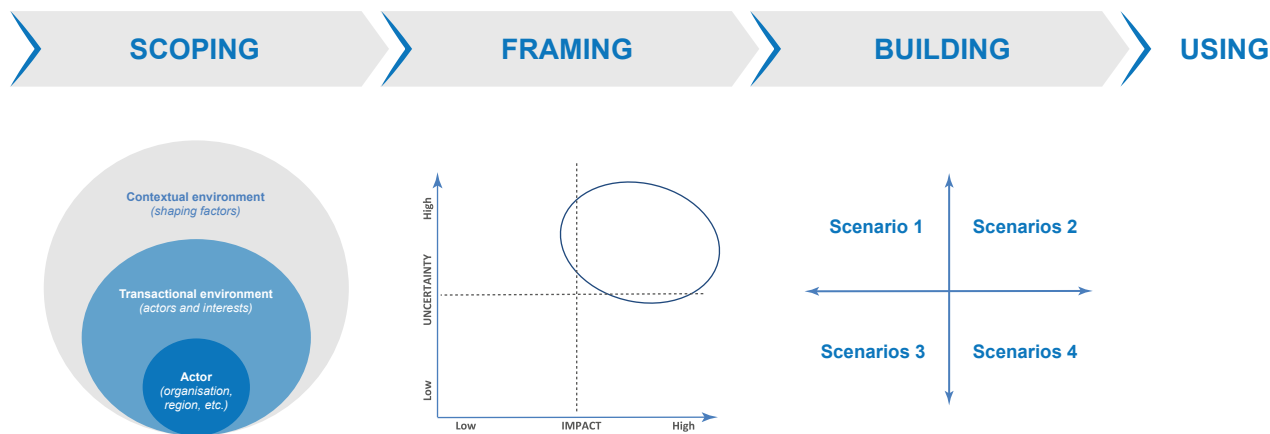 SCOPING
FRAMING
BUILDING
USING
Contextual environment
(shaping factors)
Transactional environment
(actors and interests)
Actor
(organisation,
region, etc.)
High
UNCERTAINTY
Low
Low
IMPACT
High
Scenario 1
Scenarios 2
Scenarios 3
Scenarios 4